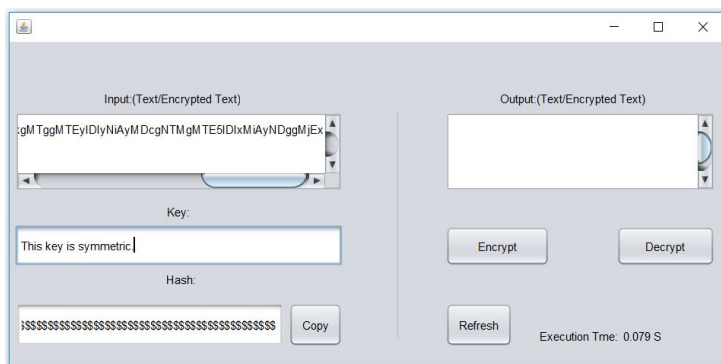 Input:(Text/Encrypted Text)
Output:(Text/Encrypted Text)
gMTggMTEyIDIyNiAyMDcgNTMgMTE5IDIxMiAyNDggMjEx
Key:
This key is symmetric.
Encrypt
Decrypt
Hash:
$$$$$$$$$$$$$$$$$$$$$$$$$$$$$$$$$$$$$$$$$$$$$$$
Copy
Refresh
Execution Tme: 0.079 S